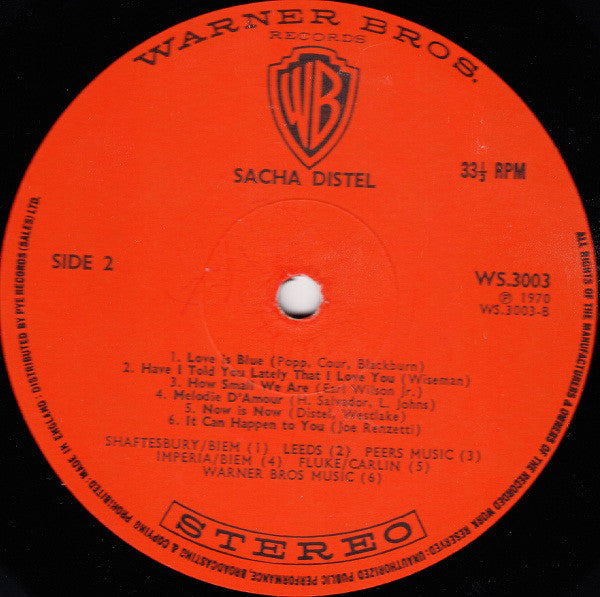 WARNER BROS.
RECORDS
WB
SACHA DISTEL
33⅓ RPM
SIDE 2
WS.3003
Ⓟ 1970
WS.3003-B
1. Love is Blue (Popp, Cour, Blackburn)
2. Have I Told You Lately That I Love You (Wiseman)
3. How Small We Are (Earl Wilson Jr.)
4. Melodie D'Amour (H. Salvador, L. Johns)
5. Now is Now (Distel, Westlake)
6. It Can Happen to You (Joe Renzetti)
SHAFTESBURY/BIEM (1) LEEDS (2) PEERS MUSIC (3)
IMPERIA/BIEM (4) FLUKE/CARLIN (5)
WARNER BROS MUSIC (6)
STEREO
ALL RIGHTS OF THE MANUFACTURERS & OWNERS OF THE RECORDED WORK RESERVED·UNAUTHORIZED PUBLIC PERFORMANCE, BROADCASTING & COPYING PROHIBITED· MADE IN ENGLAND : DISTRIBUTED BY PYE RECORDS (SALES) LTD.